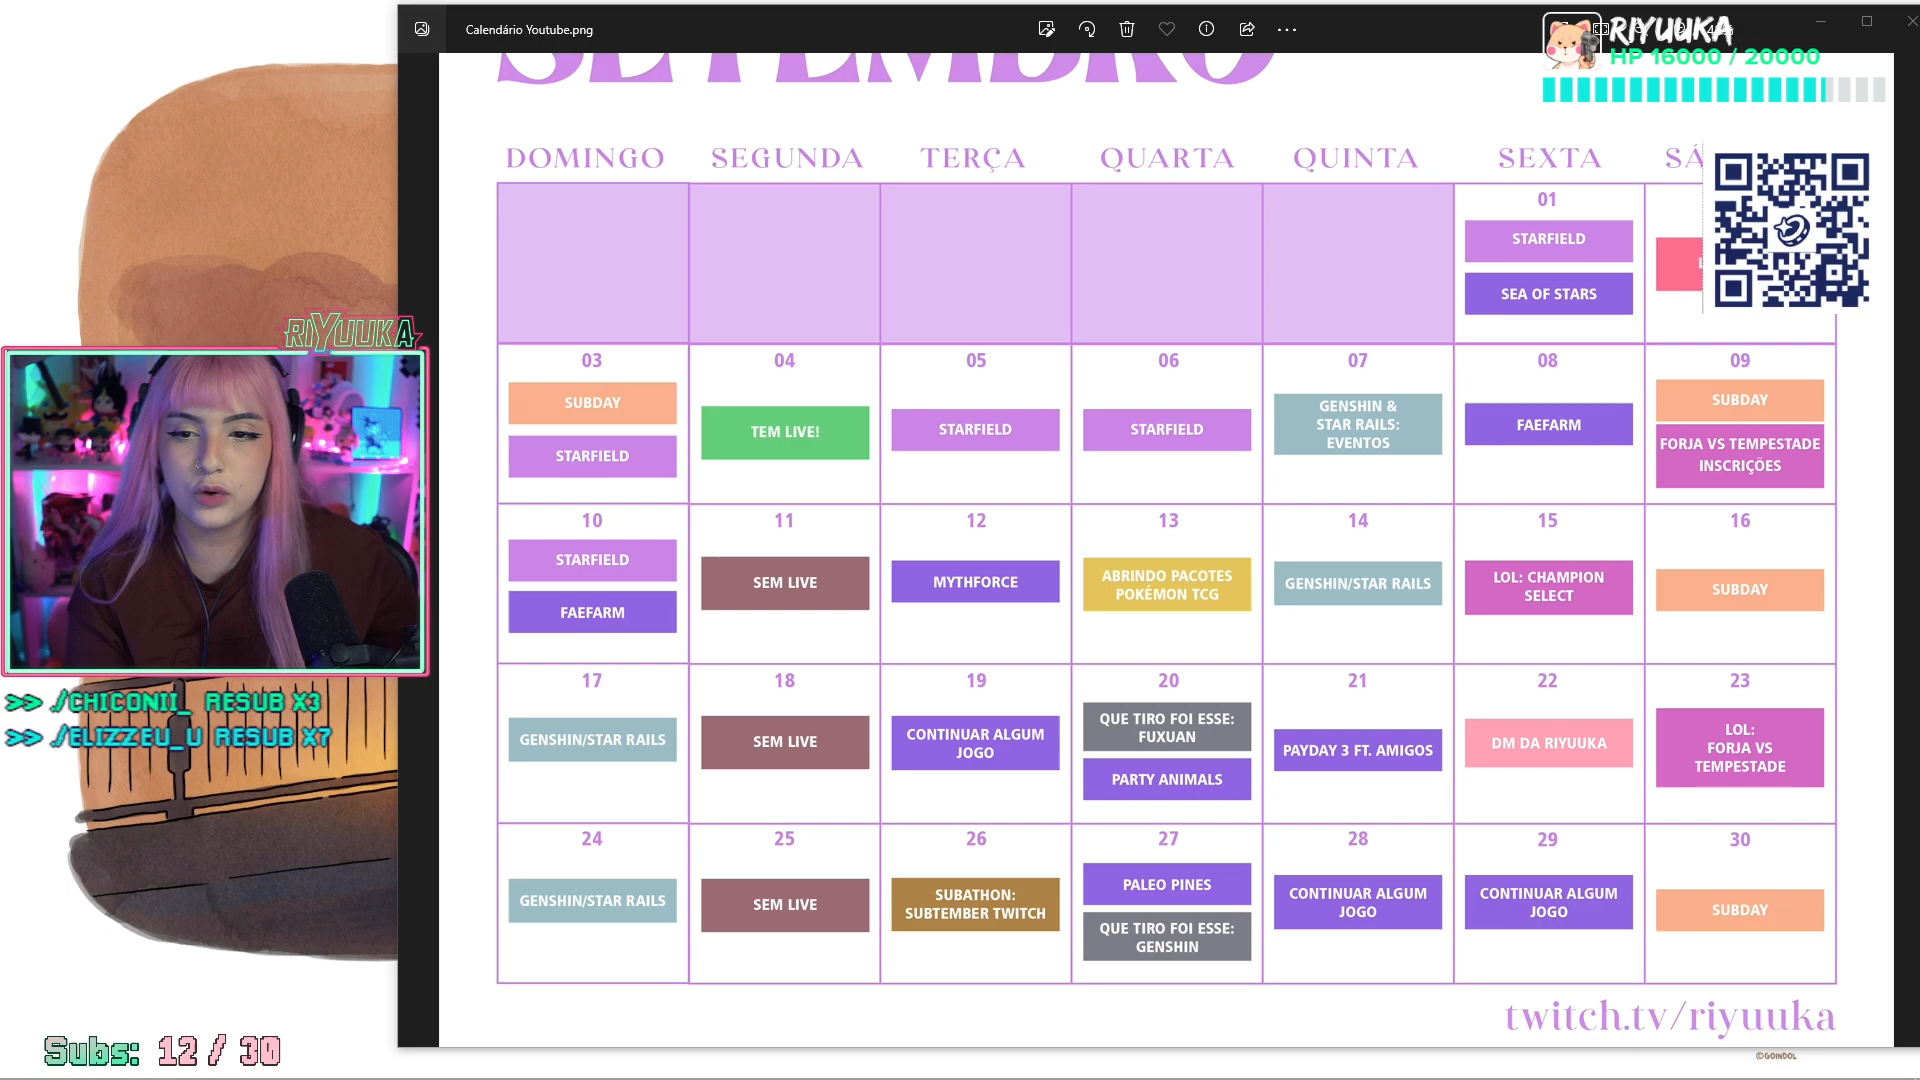 Calendário Youtube.png
RIYUUKA
HP 16000 / 20000
SETEMBRO
DOMINGO SEGUNDA TERÇA QUARTA QUINTA SEXTA SÁ
01
STARFIELD
SEA OF STARS
03
SUBDAY
STARFIELD
04
TEM LIVE!
05
STARFIELD
06
STARFIELD
07
GENSHIN &
STAR RAILS:
EVENTOS
08
FAEFARM
09
SUBDAY
FORJA VS TEMPESTADE
INSCRIÇÕES
10
STARFIELD
FAEFARM
11
SEM LIVE
12
MYTHFORCE
13
ABRINDO PACOTES
POKÉMON TCG
14
GENSHIN/STAR RAILS
15
LOL: CHAMPION
SELECT
16
SUBDAY
17
GENSHIN/STAR RAILS
18
SEM LIVE
19
CONTINUAR ALGUM
JOGO
20
QUE TIRO FOI ESSE:
FUXUAN
PARTY ANIMALS
21
PAYDAY 3 FT. AMIGOS
22
DM DA RIYUUKA
23
LOL:
FORJA VS
TEMPESTADE
24
GENSHIN/STAR RAILS
25
SEM LIVE
26
SUBATHON:
SUBTEMBER TWITCH
27
PALEO PINES
QUE TIRO FOI ESSE:
GENSHIN
28
CONTINUAR ALGUM
JOGO
29
CONTINUAR ALGUM
JOGO
30
SUBDAY
twitch.tv/riyuuka
©GOINDOL
RIYUUKA
>> ./CHICONII_ RESUB X3
>> ./ELIZZEU_U RESUB X7
Subs: 12 / 30